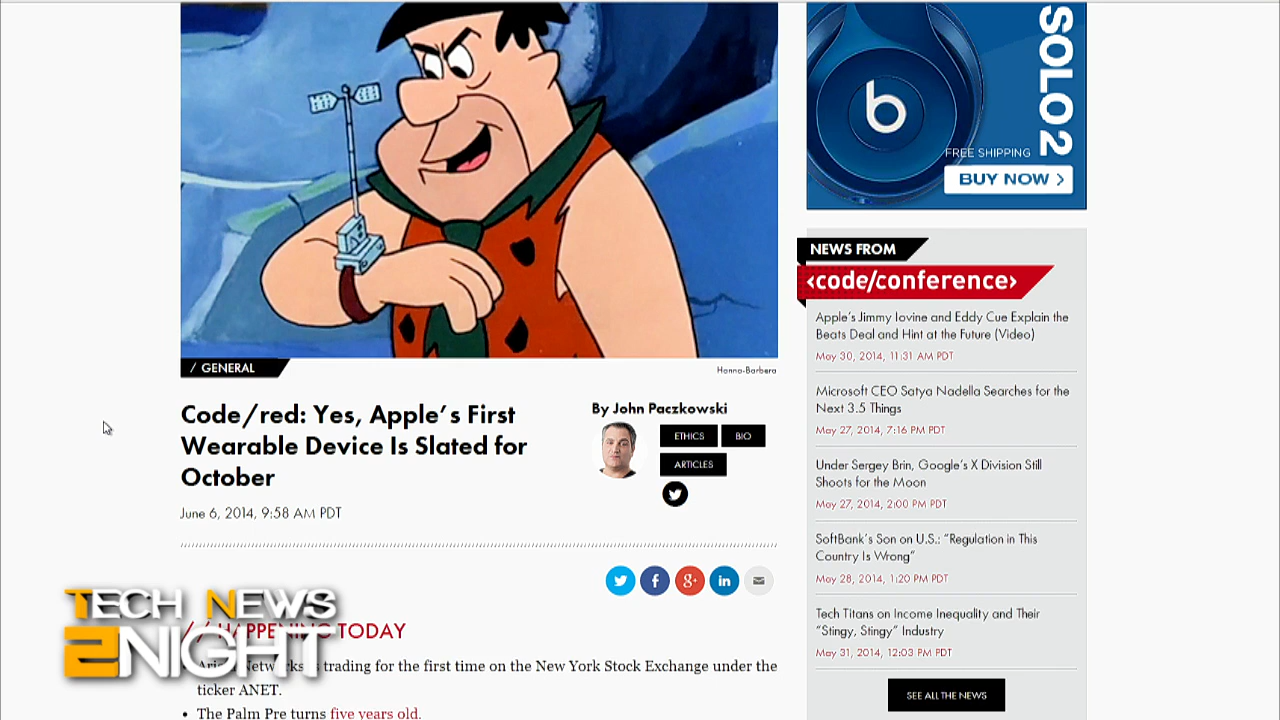 SOLO2
FREE SHIPPING
BUY NOW >
b
NEWS FROM
<code/conference>
Apple's Jimmy Iovine and Eddy Cue Explain the
Beats Deal and Hint at the Future (Video)
May 30, 2014, 11:31 AM PDT
Microsoft CEO Satya Nadella Searches for the
Next 3.5 Things
May 27, 2014, 7:16 PM PDT
Under Sergey Brin, Google's X Division Still
Shoots for the Moon
May 27, 2014, 2:00 PM PDT
SoftBank's Son on U.S.: "Regulation in This
Country Is Wrong"
May 28, 2014, 1:20 PM PDT
Tech Titans on Income Inequality and Their
"Stingy, Stingy" Industry
May 31, 2014, 12:03 PM PDT
SEE ALL THE NEWS
/ GENERAL
Hanna-Barbera
Code/red: Yes, Apple's First
Wearable Device Is Slated for
October
June 6, 2014, 9:58 AM PDT
By John Paczkowski
ETHICS BIO
ARTICLES
f g+ in
// HAPPENING TODAY
Arista Networks is trading for the first time on the New York Stock Exchange under the
ticker ANET.
• The Palm Pre turns five years old.
TECH NEWS
2NIGHT